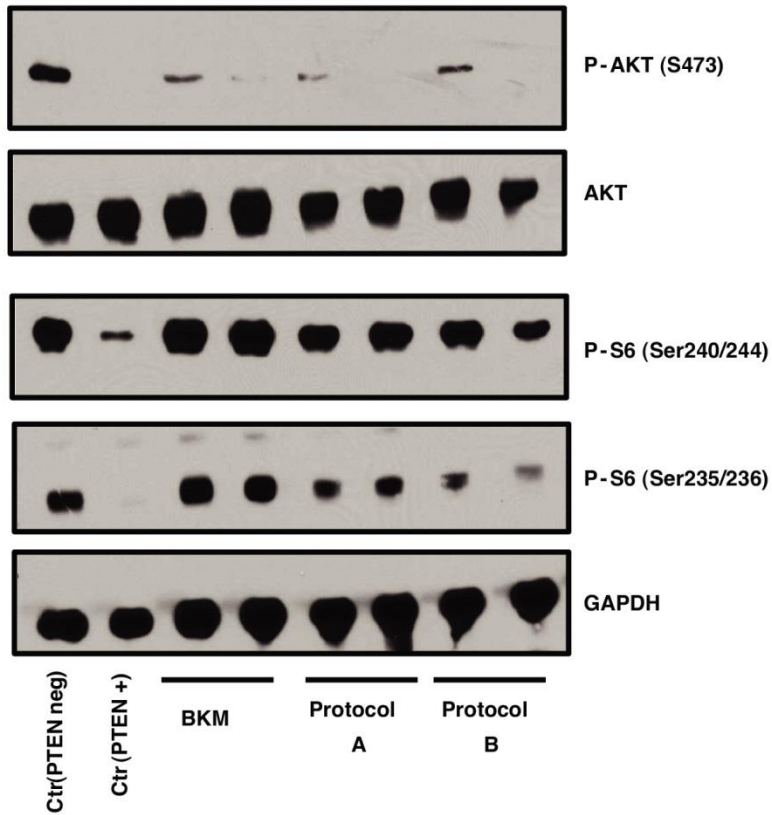 P-AKT (S473)
AKT
P-S6 (Ser240/244)
P-S6 (Ser235/236)
GAPDH
Ctr(PTEN neg)
Ctr (PTEN +)
BKM
Protocol
A
Protocol
B